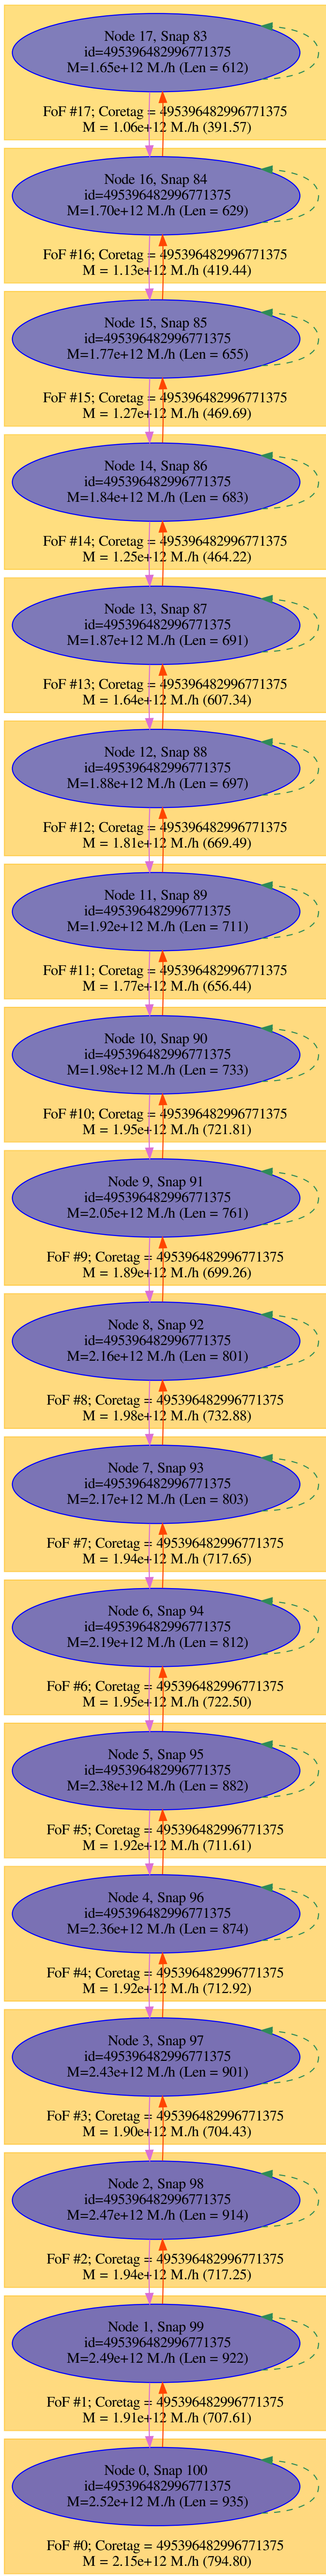 Node 17, Snap 83
id=495396482996771375
M=1.65e+12 M./h (Len = 612)
FoF #17; Coretag = 495396482996771375
M = 1.06e+12 M./h (391.57)
Node 16, Snap 84
id=495396482996771375
M=1.70e+12 M./h (Len = 629)
FoF #16; Coretag = 495396482996771375
M = 1.13e+12 M./h (419.44)
Node 15, Snap 85
id=495396482996771375
M=1.77e+12 M./h (Len = 655)
FoF #15; Coretag = 495396482996771375
M = 1.27e+12 M./h (469.69)
Node 14, Snap 86
id=495396482996771375
M=1.84e+12 M./h (Len = 683)
FoF #14; Coretag = 495396482996771375
M = 1.25e+12 M./h (464.22)
Node 13, Snap 87
id=495396482996771375
M=1.87e+12 M./h (Len = 691)
FoF #13; Coretag = 495396482996771375
M = 1.64e+12 M./h (607.34)
Node 12, Snap 88
id=495396482996771375
M=1.88e+12 M./h (Len = 697)
FoF #12; Coretag = 495396482996771375
M = 1.81e+12 M./h (669.49)
Node 11, Snap 89
id=495396482996771375
M=1.92e+12 M./h (Len = 711)
FoF #11; Coretag = 495396482996771375
M = 1.77e+12 M./h (656.44)
Node 10, Snap 90
id=495396482996771375
M=1.98e+12 M./h (Len = 733)
FoF #10; Coretag = 495396482996771375
M = 1.95e+12 M./h (721.81)
Node 9, Snap 91
id=495396482996771375
M=2.05e+12 M./h (Len = 761)
FoF #9; Coretag = 495396482996771375
M = 1.89e+12 M./h (699.26)
Node 8, Snap 92
id=495396482996771375
M=2.16e+12 M./h (Len = 801)
FoF #8; Coretag = 495396482996771375
M = 1.98e+12 M./h (732.88)
Node 7, Snap 93
id=495396482996771375
M=2.17e+12 M./h (Len = 803)
FoF #7; Coretag = 495396482996771375
M = 1.94e+12 M./h (717.65)
Node 6, Snap 94
id=495396482996771375
M=2.19e+12 M./h (Len = 812)
FoF #6; Coretag = 495396482996771375
M = 1.95e+12 M./h (722.50)
Node 5, Snap 95
id=495396482996771375
M=2.38e+12 M./h (Len = 882)
FoF #5; Coretag = 495396482996771375
M = 1.92e+12 M./h (711.61)
Node 4, Snap 96
id=495396482996771375
M=2.36e+12 M./h (Len = 874)
FoF #4; Coretag = 495396482996771375
M = 1.92e+12 M./h (712.92)
Node 3, Snap 97
id=495396482996771375
M=2.43e+12 M./h (Len = 901)
FoF #3; Coretag = 495396482996771375
M = 1.90e+12 M./h (704.43)
Node 2, Snap 98
id=495396482996771375
M=2.47e+12 M./h (Len = 914)
FoF #2; Coretag = 495396482996771375
M = 1.94e+12 M./h (717.25)
Node 1, Snap 99
id=495396482996771375
M=2.49e+12 M./h (Len = 922)
FoF #1; Coretag = 495396482996771375
M = 1.91e+12 M./h (707.61)
Node 0, Snap 100
id=495396482996771375
M=2.52e+12 M./h (Len = 935)
FoF #0; Coretag = 495396482996771375
M = 2.15e+12 M./h (794.80)